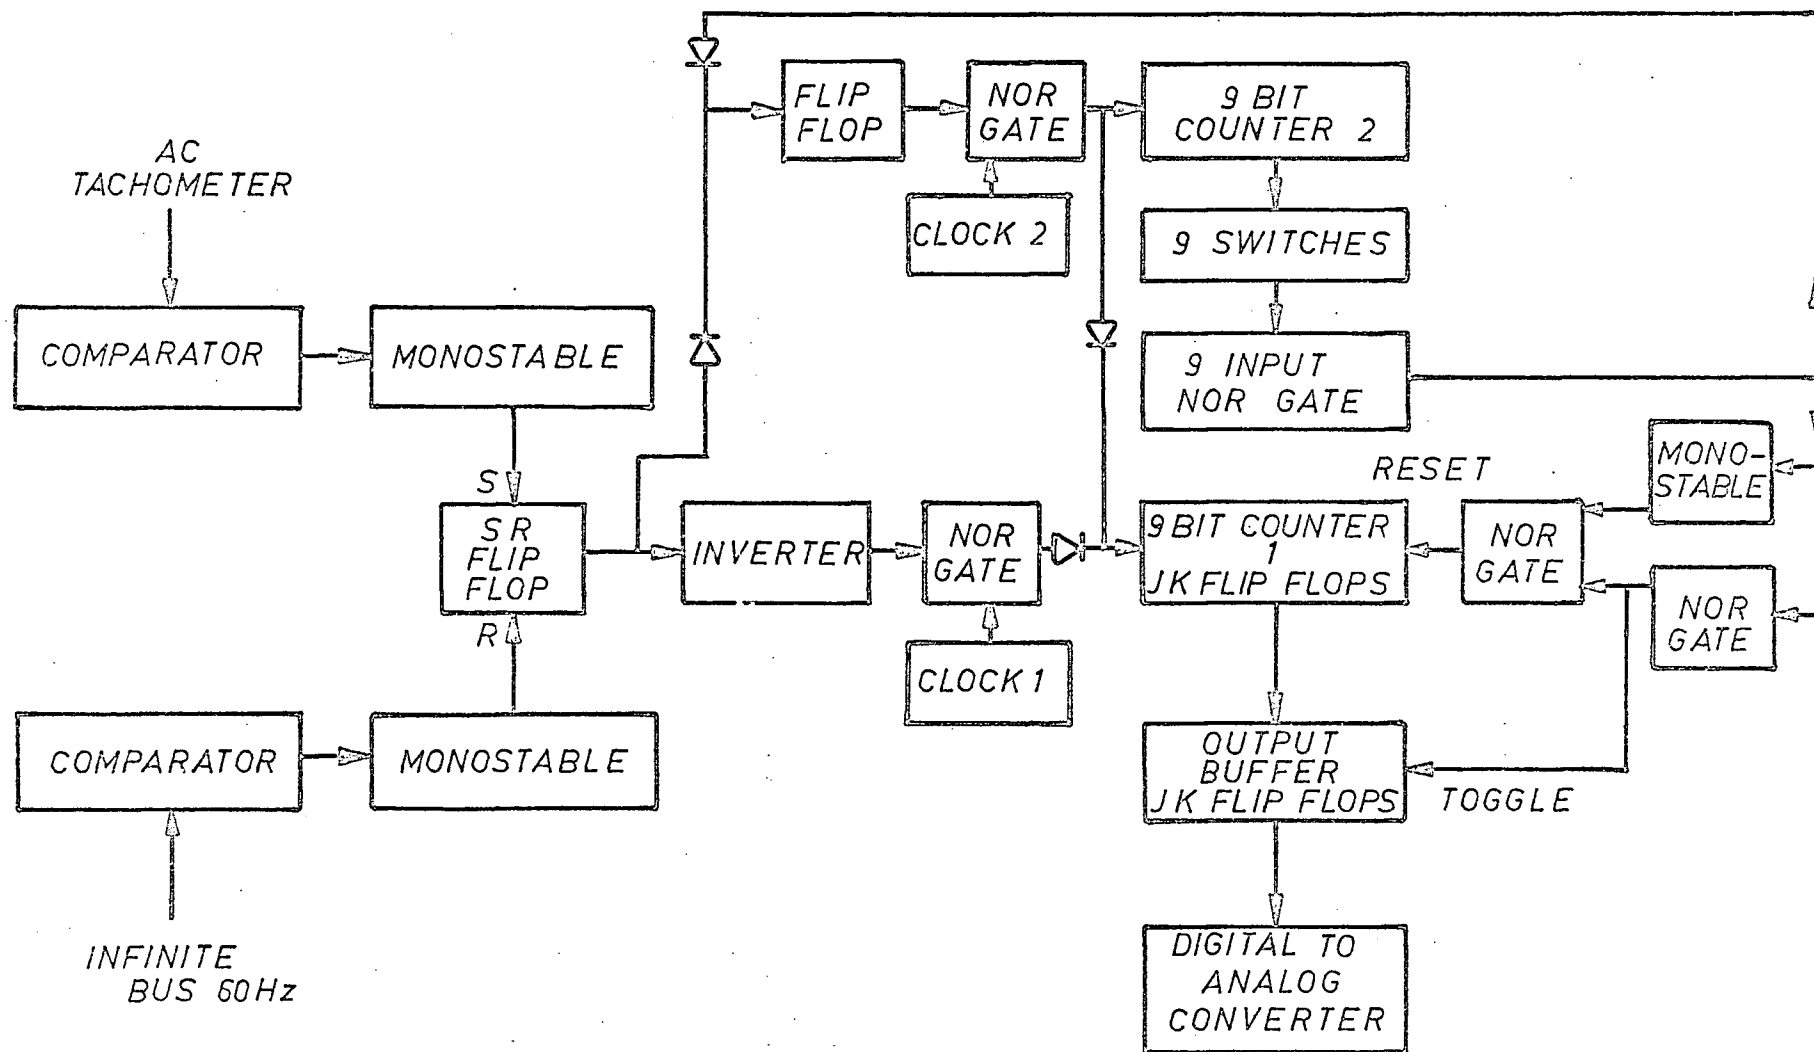 AC
TACHOMETER
COMPARATOR
MONOSTABLE
S
SR
FLIP
FLOP
R
COMPARATOR
MONOSTABLE
INFINITE
BUS 60Hz
FLIP
FLOP
NOR
GATE
CLOCK 2
9 BIT
COUNTER 2
9 SWITCHES
9 INPUT
NOR GATE
INVERTER
NOR
GATE
CLOCK 1
9 BIT COUNTER
1
JK FLIP FLOPS
RESET
NOR
GATE
MONO-
STABLE
NOR
GATE
OUTPUT
BUFFER
JK FLIP FLOPS
TOGGLE
DIGITAL TO
ANALOG
CONVERTER